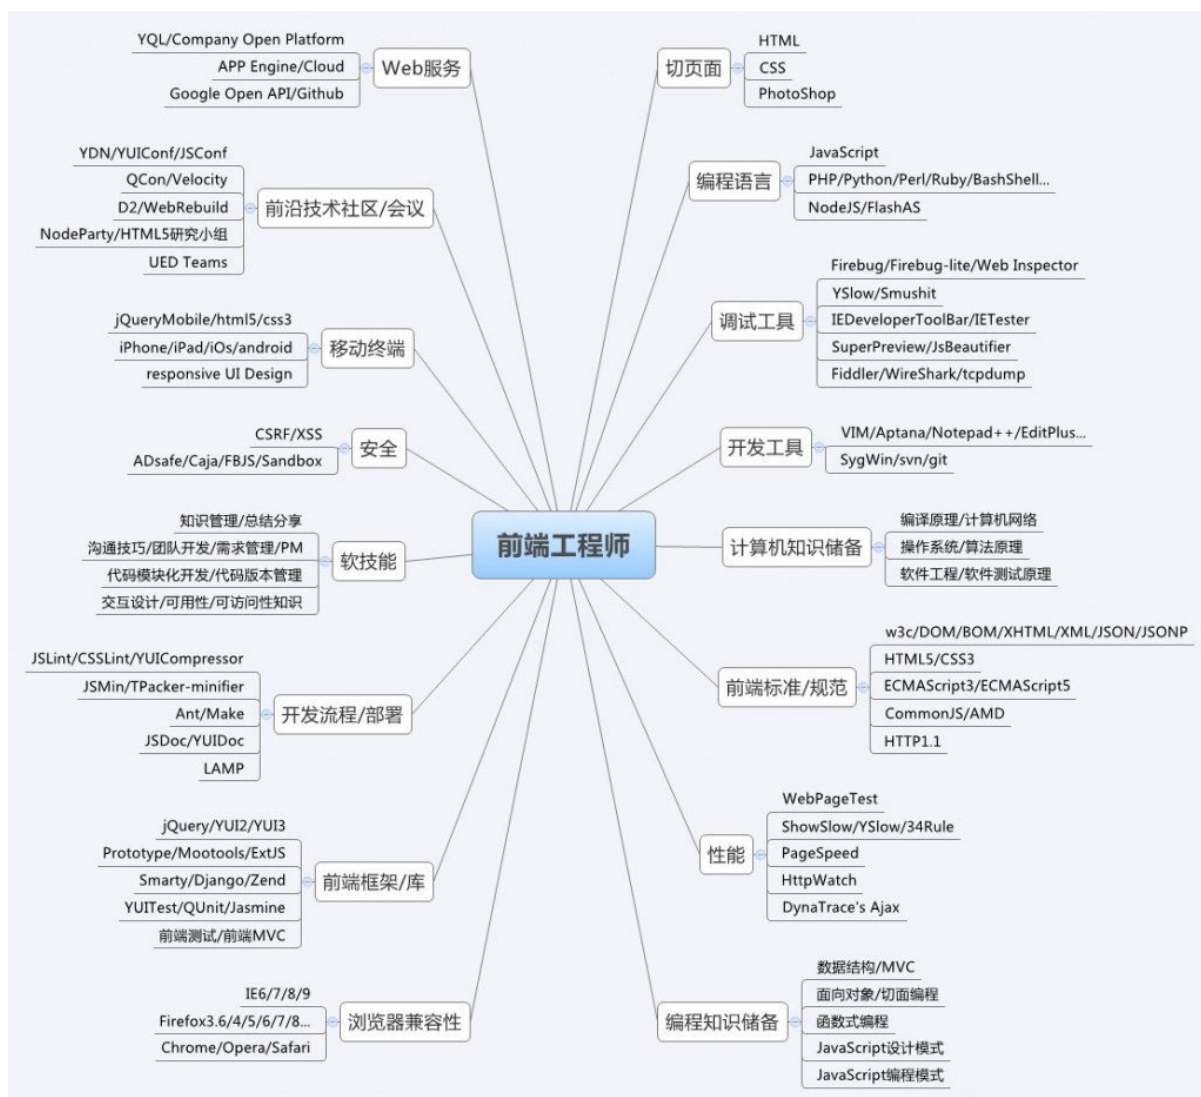 前端工程师
切页面
HTML
CSS
PhotoShop
编程语言
JavaScript
PHP/Python/Perl/Ruby/BashShell...
NodeJS/FlashAS
调试工具
Firebug/Firebug-lite/Web Inspector
YSlow/Smushit
IEDeveloperToolBar/IETester
SuperPreview/JsBeautifier
Fiddler/WireShark/tcpdump
开发工具
VIM/Aptana/Notepad++/EditPlus...
SygWin/svn/git
计算机知识储备
编译原理/计算机网络
操作系统/算法原理
软件工程/软件测试原理
前端标准/规范
w3c/DOM/BOM/XHTML/XML/JSON/JSONP
HTML5/CSS3
ECMAScript3/ECMAScript5
CommonJS/AMD
HTTP1.1
性能
WebPageTest
ShowSlow/YSlow/34Rule
PageSpeed
HttpWatch
DynaTrace's Ajax
编程知识储备
数据结构/MVC
面向对象/切面编程
函数式编程
JavaScript设计模式
JavaScript编程模式
Web服务
YQL/Company Open Platform
APP Engine/Cloud
Google Open API/Github
前沿技术社区/会议
YDN/YUIConf/JSConf
QCon/Velocity
D2/WebRebuild
NodeParty/HTML5研究小组
UED Teams
移动终端
jQueryMobile/html5/css3
iPhone/iPad/iOs/android
responsive UI Design
安全
CSRF/XSS
ADsafe/Caja/FBJS/Sandbox
软技能
知识管理/总结分享
沟通技巧/团队开发/需求管理/PM
代码模块化开发/代码版本管理
交互设计/可用性/可访问性知识
开发流程/部署
JSLint/CSSLint/YUICompressor
JSMin/TPacker-minifier
Ant/Make
JSDoc/YUIDoc
LAMP
前端框架/库
jQuery/YUI2/YUI3
Prototype/Mootools/ExtJS
Smarty/Django/Zend
YUITest/QUnit/Jasmine
前端测试/前端MVC
浏览器兼容性
IE6/7/8/9
Firefox3.6/4/5/6/7/8...
Chrome/Opera/Safari